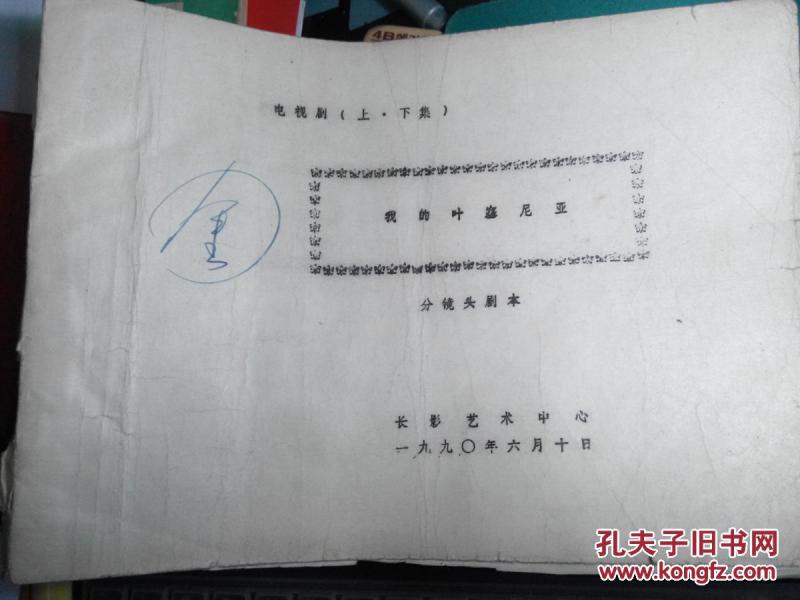 电视剧（上·下集）
我的叶塞尼亚
分镜头剧本
长影艺术中心
一九九〇年六月十日
孔夫子旧书网
www.kongfz.com